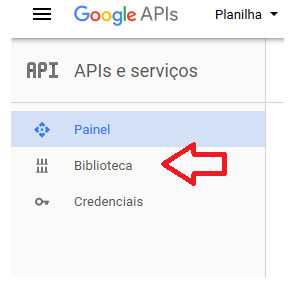 Google APIs Planilha
API APIs e serviços
Painel
Biblioteca
Credenciais